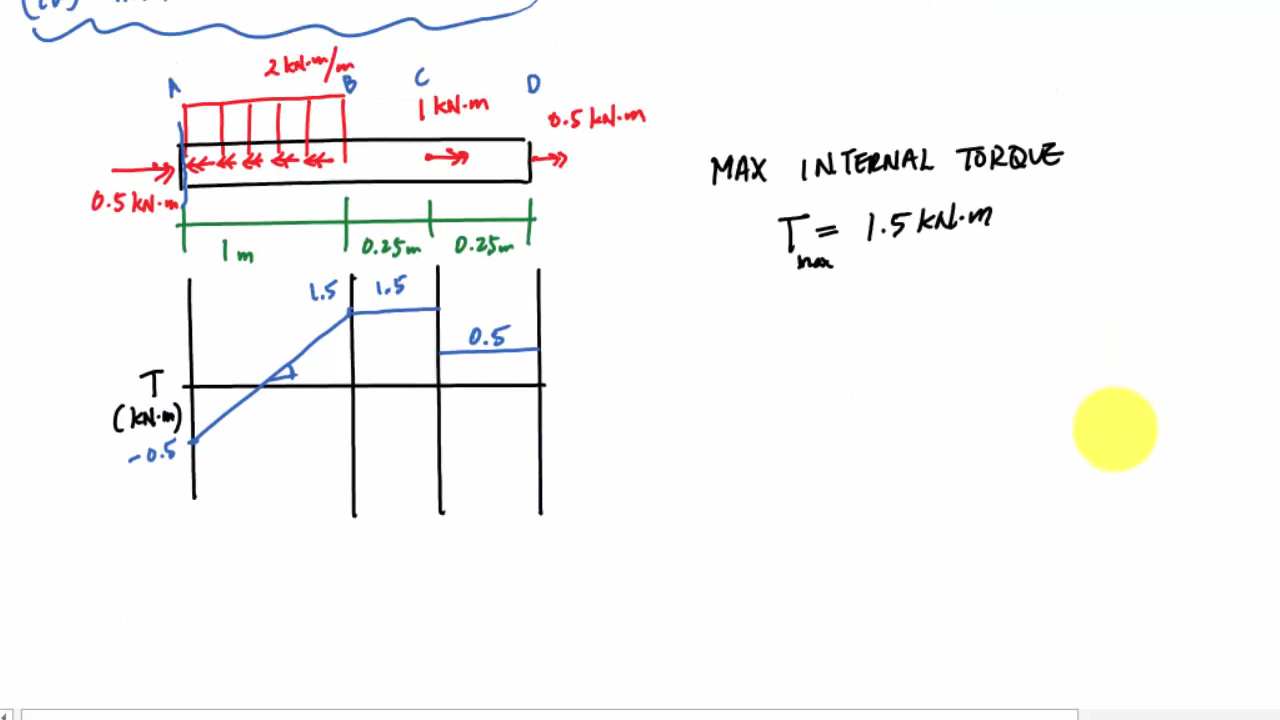 2 kN·m/m
A
B
C
D
1 kN·m
0.5 kN·m
0.5 kN·m
1 m
0.25m
0.25m
MAX INTERNAL TORQUE
Tmax = 1.5 kN·m
1.5
1.5
0.5
T
(kN·m)
-0.5